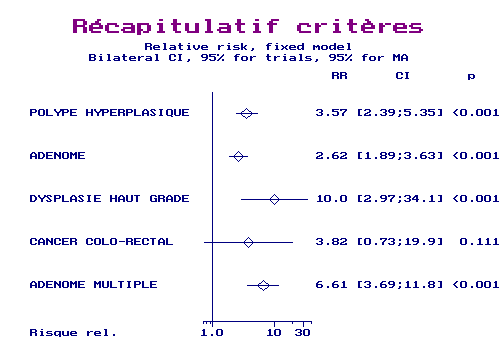 Récapitulatif critères
Relative risk, fixed model
Bilateral CI, 95% for trials, 95% for MA
RR CI p
POLYPE HYPERPLASIQUE 3.57 [2.39;5.35] <0.001
ADENOME 2.62 [1.89;3.63] <0.001
DYSPLASIE HAUT GRADE 10.0 [2.97;34.1] <0.001
CANCER COLO-RECTAL 3.82 [0.73;19.9] 0.111
ADENOME MULTIPLE 6.61 [3.69;11.8] <0.001
Risque rel. 1.0 10 30